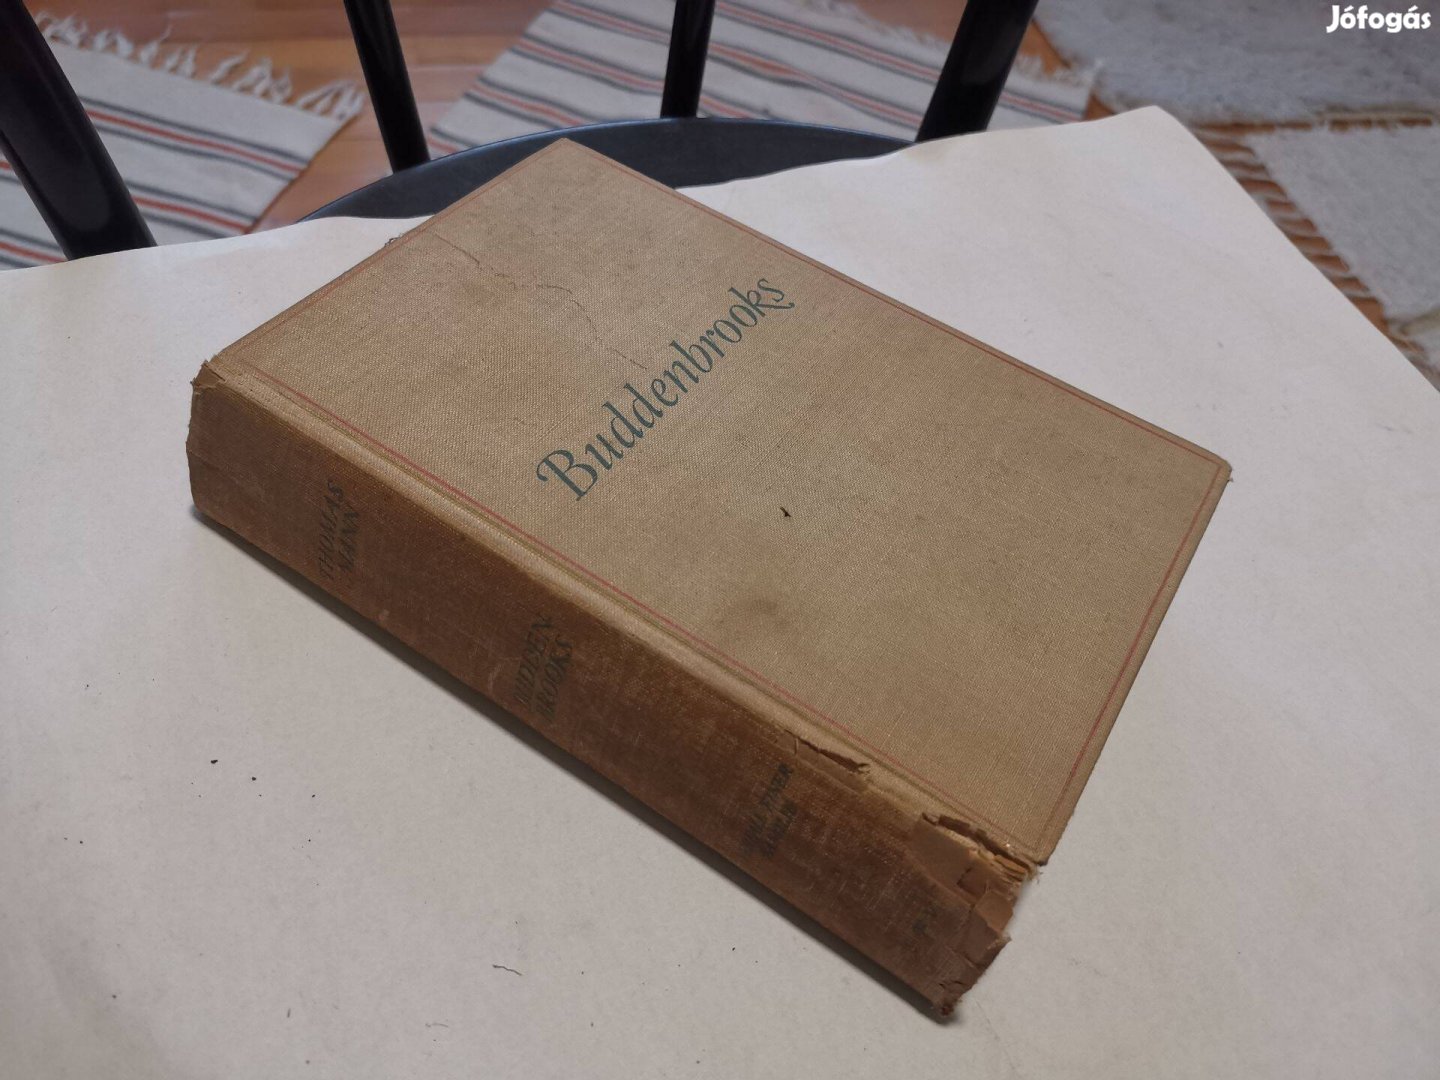 Jófogás
Buddenbrooks
THOMAS
MANN
BUDDEN-
BROOKS